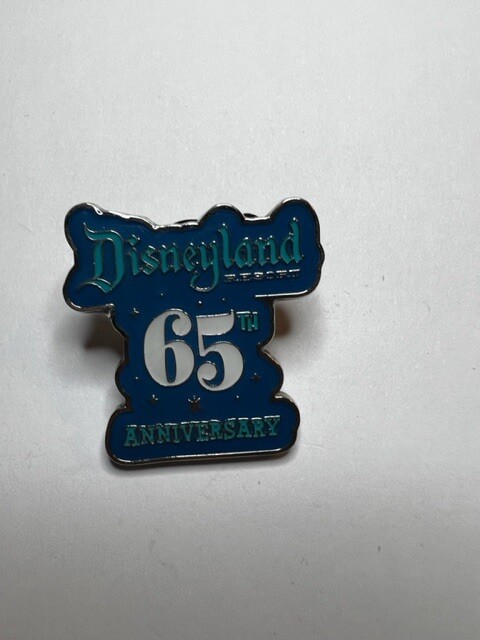 Disneyland
RESORT
65TH
ANNIVERSARY